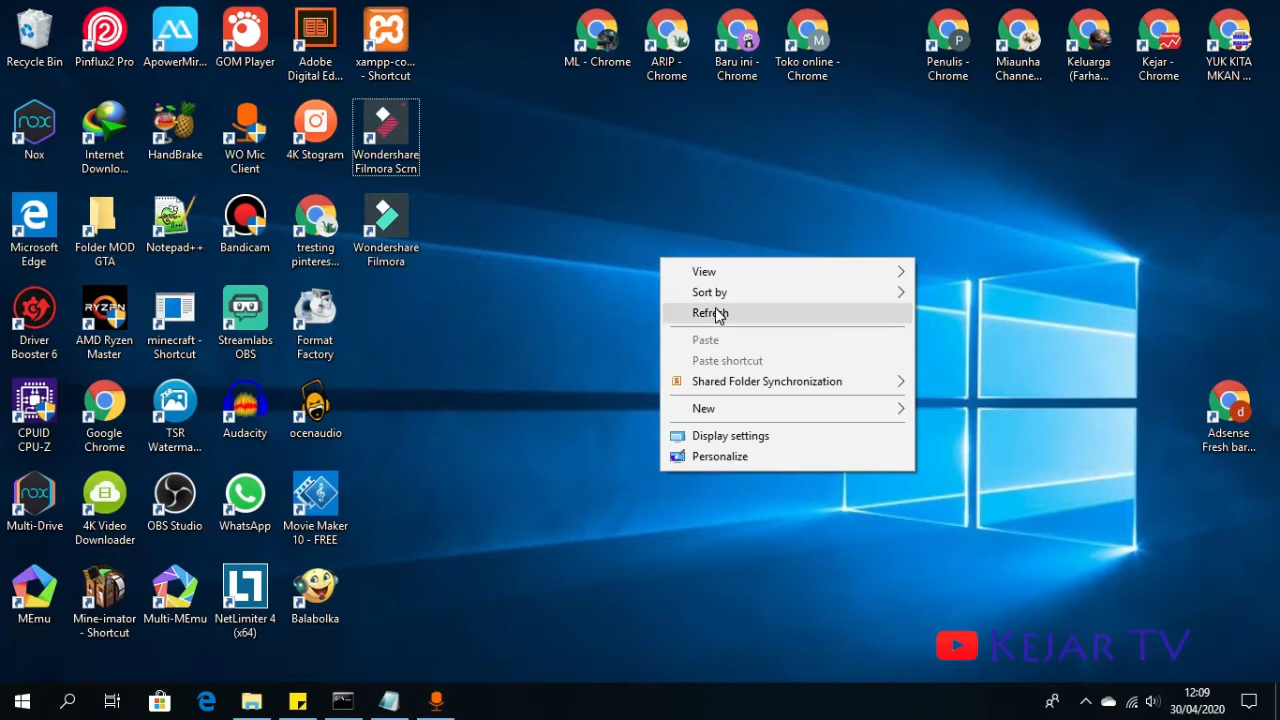 Recycle Bin
Pinflux2 Pro
ApowerMir...
GOM Player
Adobe
Digital Ed...
xampp-co...
- Shortcut
ML - Chrome
ARIP -
Chrome
Baru ini -
Chrome
Toko online -
Chrome
Penulis -
Chrome
Miaunha
Channe...
Keluarga
(Farha...
Kejar -
Chrome
YUK KITA
MKAN ...
Nox
Internet
Downlo...
HandBrake
WO Mic
Client
4K Stogram
Wondershare
Filmora Scrn
Microsoft
Edge
Folder MOD
GTA
Notepad++
Bandicam
tresting
pinteres...
Wondershare
Filmora
Driver
Booster 6
AMD Ryzen
Master
minecraft -
Shortcut
Streamlabs
OBS
Format
Factory
CPUID
CPU-Z
Google
Chrome
TSR
Waterma...
Audacity
ocenaudio
Multi-Drive
4K Video
Downloader
OBS Studio
WhatsApp
Movie Maker
10 - FREE
MEmu
Mine-imator
- Shortcut
Multi-MEmu
NetLimiter 4
(x64)
Balabolka
View
Sort by
Refresh
Paste
Paste shortcut
Shared Folder Synchronization
New
Display settings
Personalize
Adsense
Fresh bar...
KEJAR TV
12:09
30/04/2020